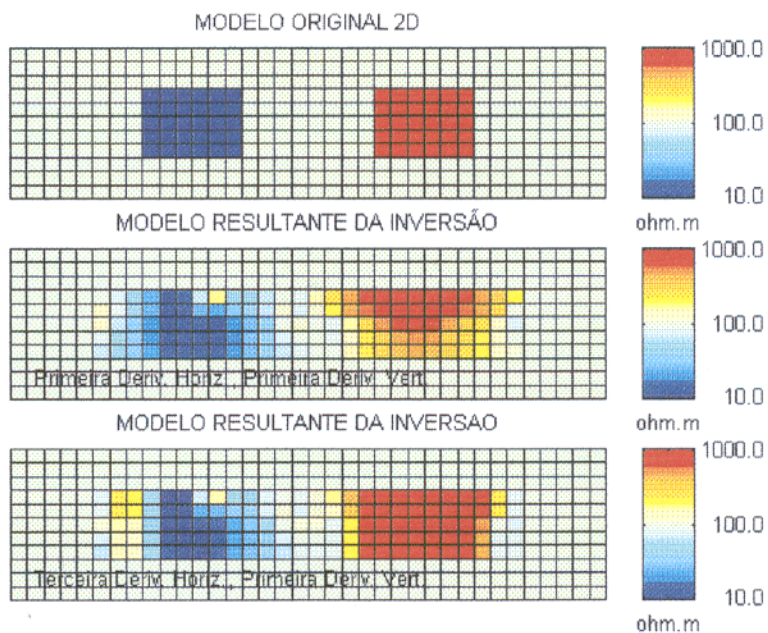 MODELO ORIGINAL 2D
1000.0
100.0
10.0
ohm.m
MODELO RESULTANTE DA INVERSÃO
1000.0
100.0
10.0
ohm.m
Primeira Deriv. Horiz., Primeira Deriv. Vert.
MODELO RESULTANTE DA INVERSAO
1000.0
100.0
10.0
ohm.m
Terceira Deriv. Horiz., Primeira Deriv. Vert.